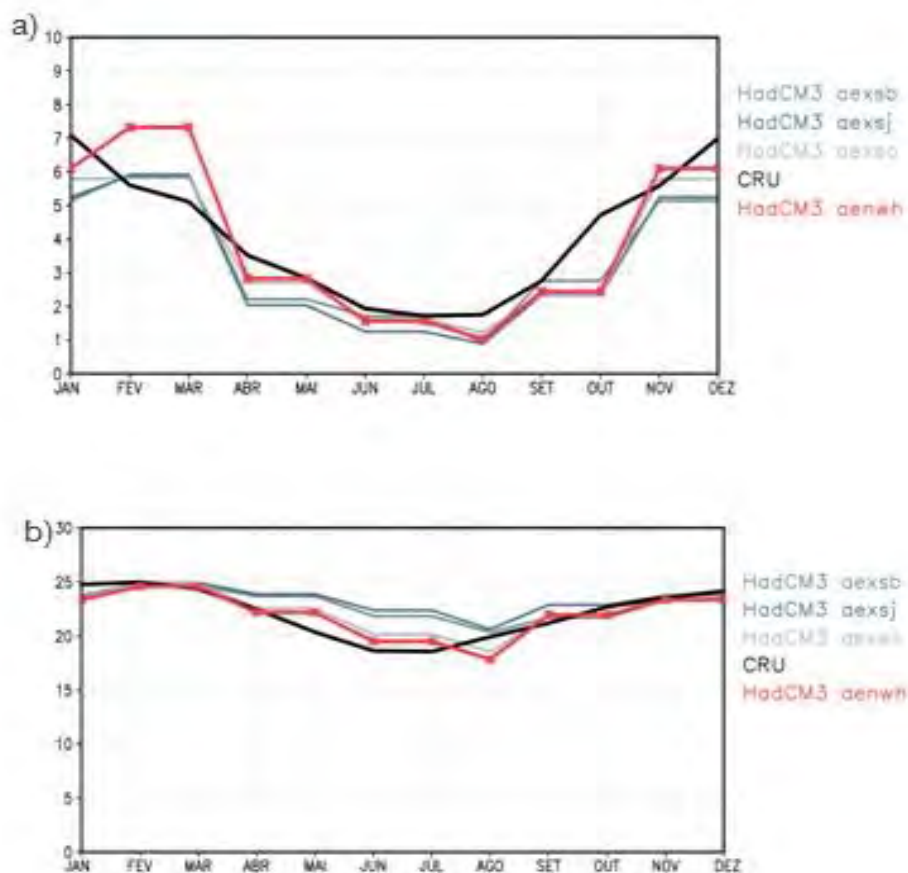 a)
10
9
8
7
6
5
4
3
2
1
0
JAN FEV MAR ABR MAI JUN JUL AGO SET OUT NOV DEZ
HadCM3 aexsb
HadCM3 aexsj
HadCM3
CRU
HadCM3 aenwh
b)
30
25
20
15
10
5
0
JAN FEV MAR ABR MAI JUN JUL AGO SET OUT NOV DEZ
HadCM3 aexsb
HadCM3 aexsj
HadCM3
CRU
HadCM3 aenwh